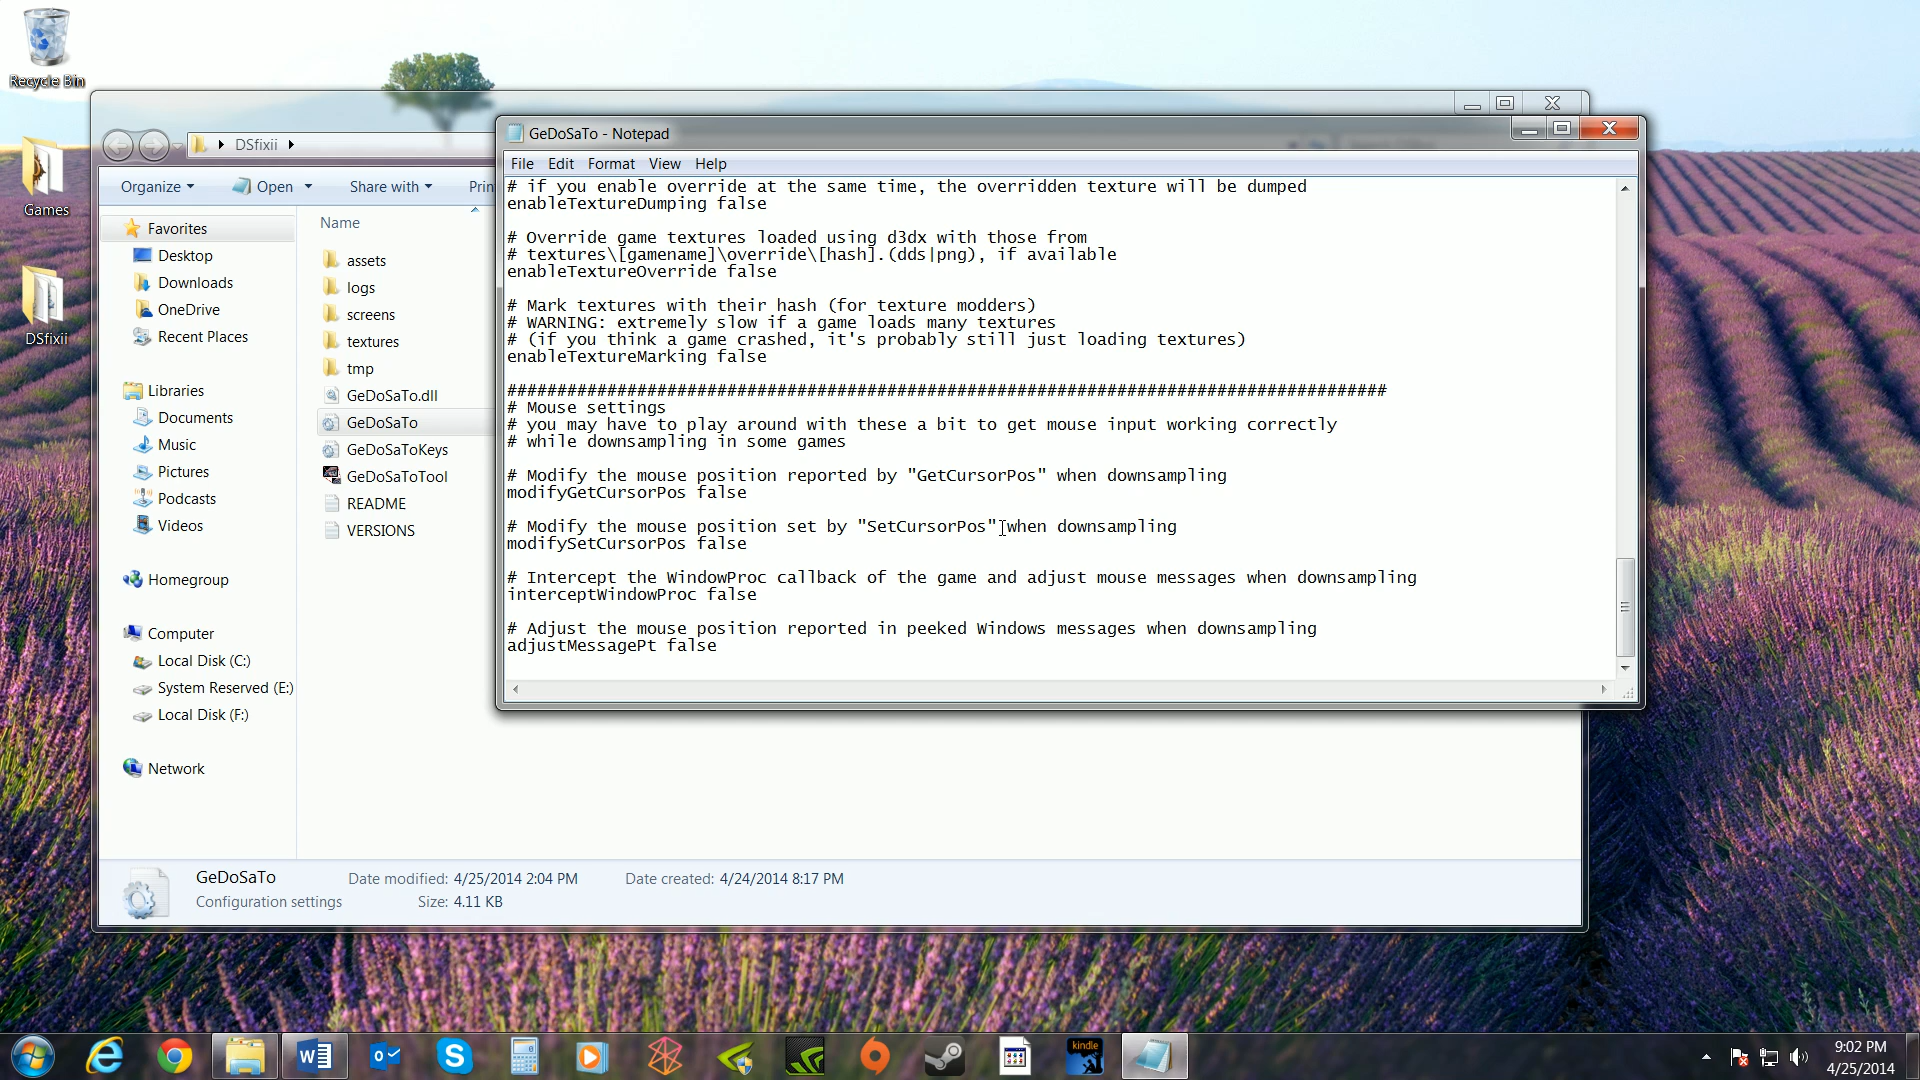 Recycle Bin
Games
DSfixii
DSfixii
Organize
Open
Share with
Prin
Favorites
Desktop
Downloads
OneDrive
Recent Places
Libraries
Documents
Music
Pictures
Podcasts
Videos
Homegroup
Computer
Local Disk (C:)
System Reserved (E:)
Local Disk (F:)
Network
Name
assets
logs
screens
textures
tmp
GeDoSaTo.dll
GeDoSaTo
GeDoSaToKeys
GeDoSaToTool
README
VERSIONS
GeDoSaTo - Notepad
File Edit Format View Help
# if you enable override at the same time, the overridden texture will be dumped
enableTextureDumping false
# Override game textures loaded using d3dx with those from
# textures\[gamename]\override\[hash].(dds|png), if available
enableTextureOverride false
# Mark textures with their hash (for texture modders)
# WARNING: extremely slow if a game loads many textures
# (if you think a game crashed, it's probably still just loading textures)
enableTextureMarking false
########################################################################################
# Mouse settings
# you may have to play around with these a bit to get mouse input working correctly
# while downsampling in some games
# Modify the mouse position reported by "GetCursorPos" when downsampling
modifyGetCursorPos false
# Modify the mouse position set by "SetCursorPos" when downsampling
modifySetCursorPos false
# Intercept the WindowProc callback of the game and adjust mouse messages when downsampling
interceptWindowProc false
# Adjust the mouse position reported in peeked Windows messages when downsampling
adjustMessagePt false
GeDoSaTo
Date modified: 4/25/2014 2:04 PM
Date created: 4/24/2014 8:17 PM
Configuration settings
Size: 4.11 KB
kindle
9:02 PM
4/25/2014